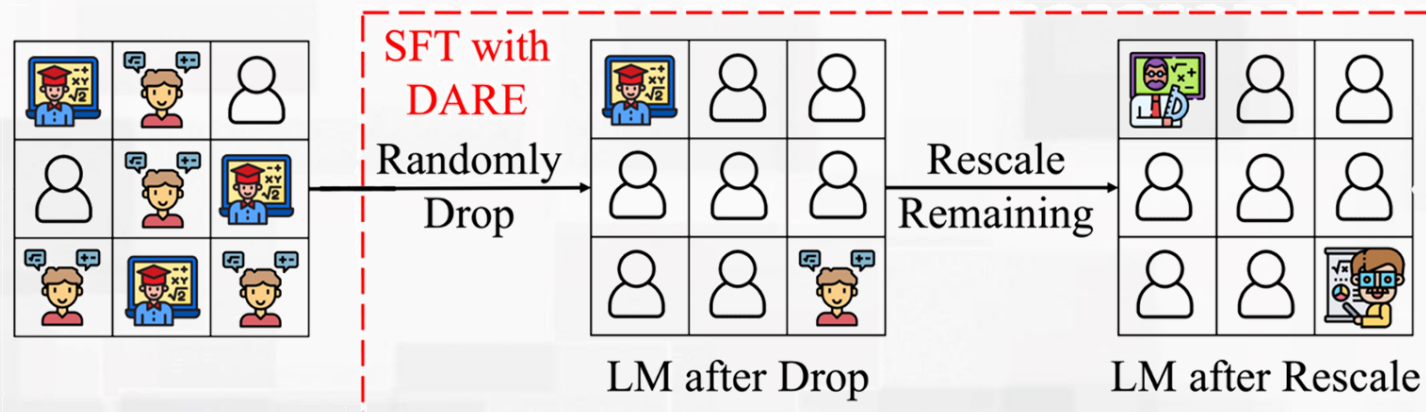 SFT with
DARE
Randomly
Drop
Rescale
Remaining
LM after Drop
LM after Rescale